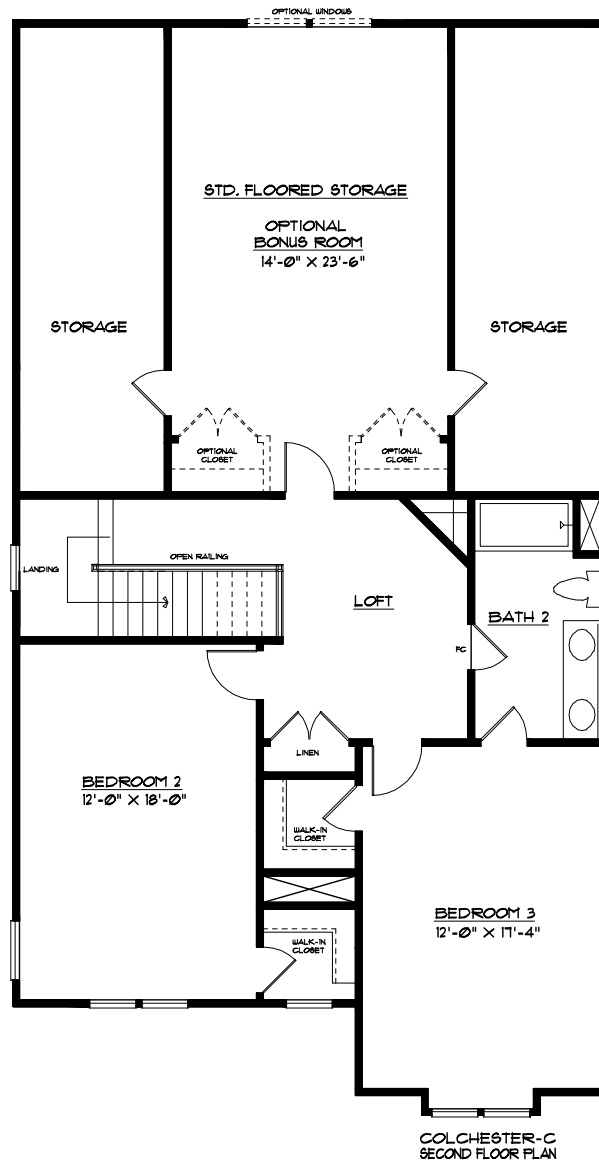 OPTIONAL WINDOWS
STD. FLOORED STORAGE
OPTIONAL
BONUS ROOM
14'-0" X 23'-6"
STORAGE
STORAGE
OPTIONAL
CLOSET
OPTIONAL
CLOSET
OPEN RAILING
LANDING
LOFT
BATH 2
PC
LINEN
BEDROOM 2
12'-0" X 18'-0"
WALK-IN
CLOSET
BEDROOM 3
12'-0" X 17'-4"
WALK-IN
CLOSET
COLCHESTER-C
SECOND FLOOR PLAN